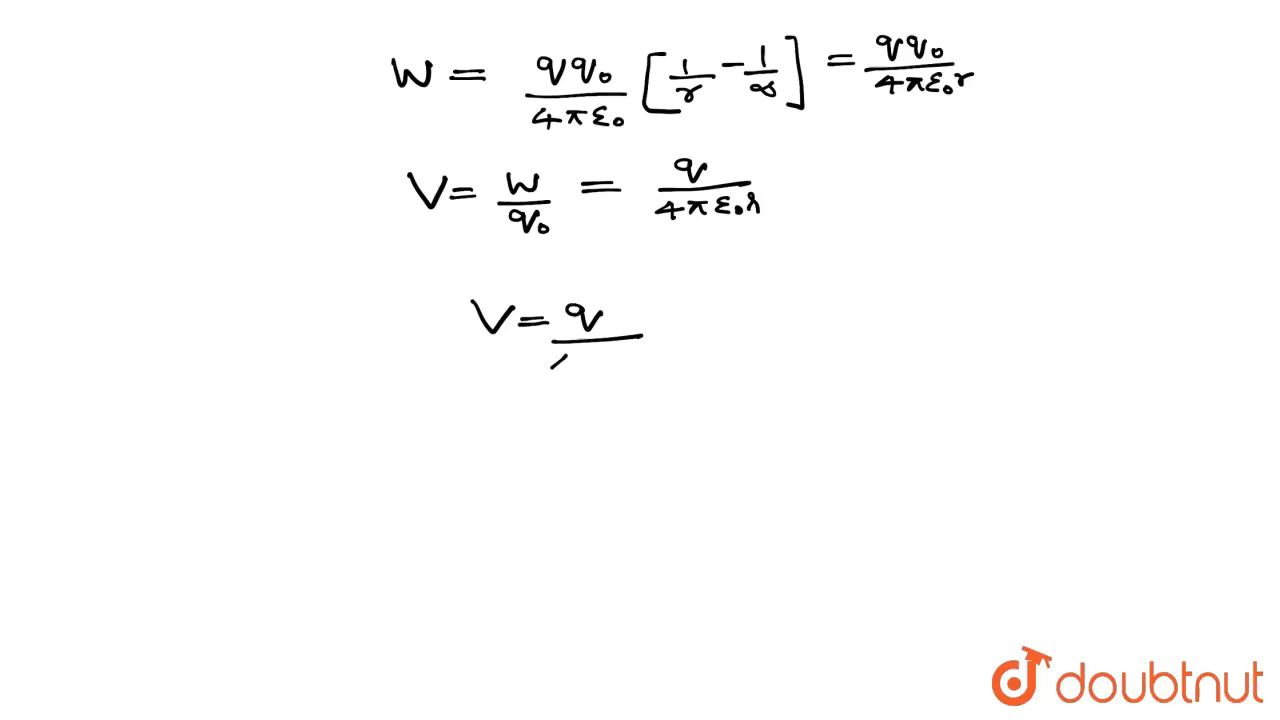 W = qq₀/4πε₀ [1/r - 1/∞] = qq₀/4πε₀r
V = W/q₀ = q/4πε₀r
V = q/
doubtnut